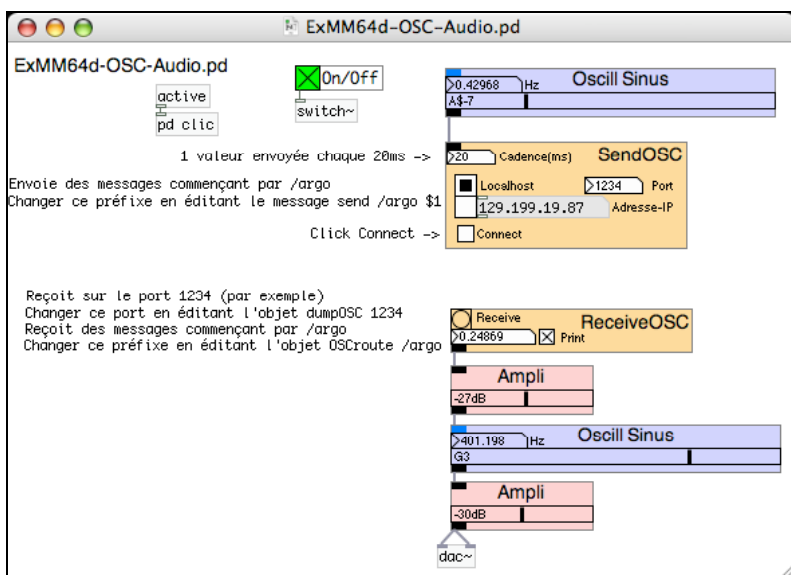 ExMM64d-OSC-Audio.pd
ExMM64d-OSC-Audio.pd
On/Off
active
switch~
pd clic
Oscill Sinus
0.42968 Hz
A$-7
1 valeur envoyée chaque 20ms ->
20 Cadence(ms) SendOSC
Envoie des messages commençant par /argo
Changer ce préfixe en éditant le message send /argo $1
Localhost 1234 Port
129.199.19.87 Adresse-IP
Click Connect -> Connect
Reçoit sur le port 1234 (par exemple)
Changer ce port en éditant l'objet dumpOSC 1234
Reçoit des messages commençant par /argo
Changer ce préfixe en éditant l'objet OSCroute /argo
Receive ReceiveOSC
0.24869 Print
Ampli
-27dB
Oscill Sinus
401.198 Hz
G3
Ampli
-30dB
dac~